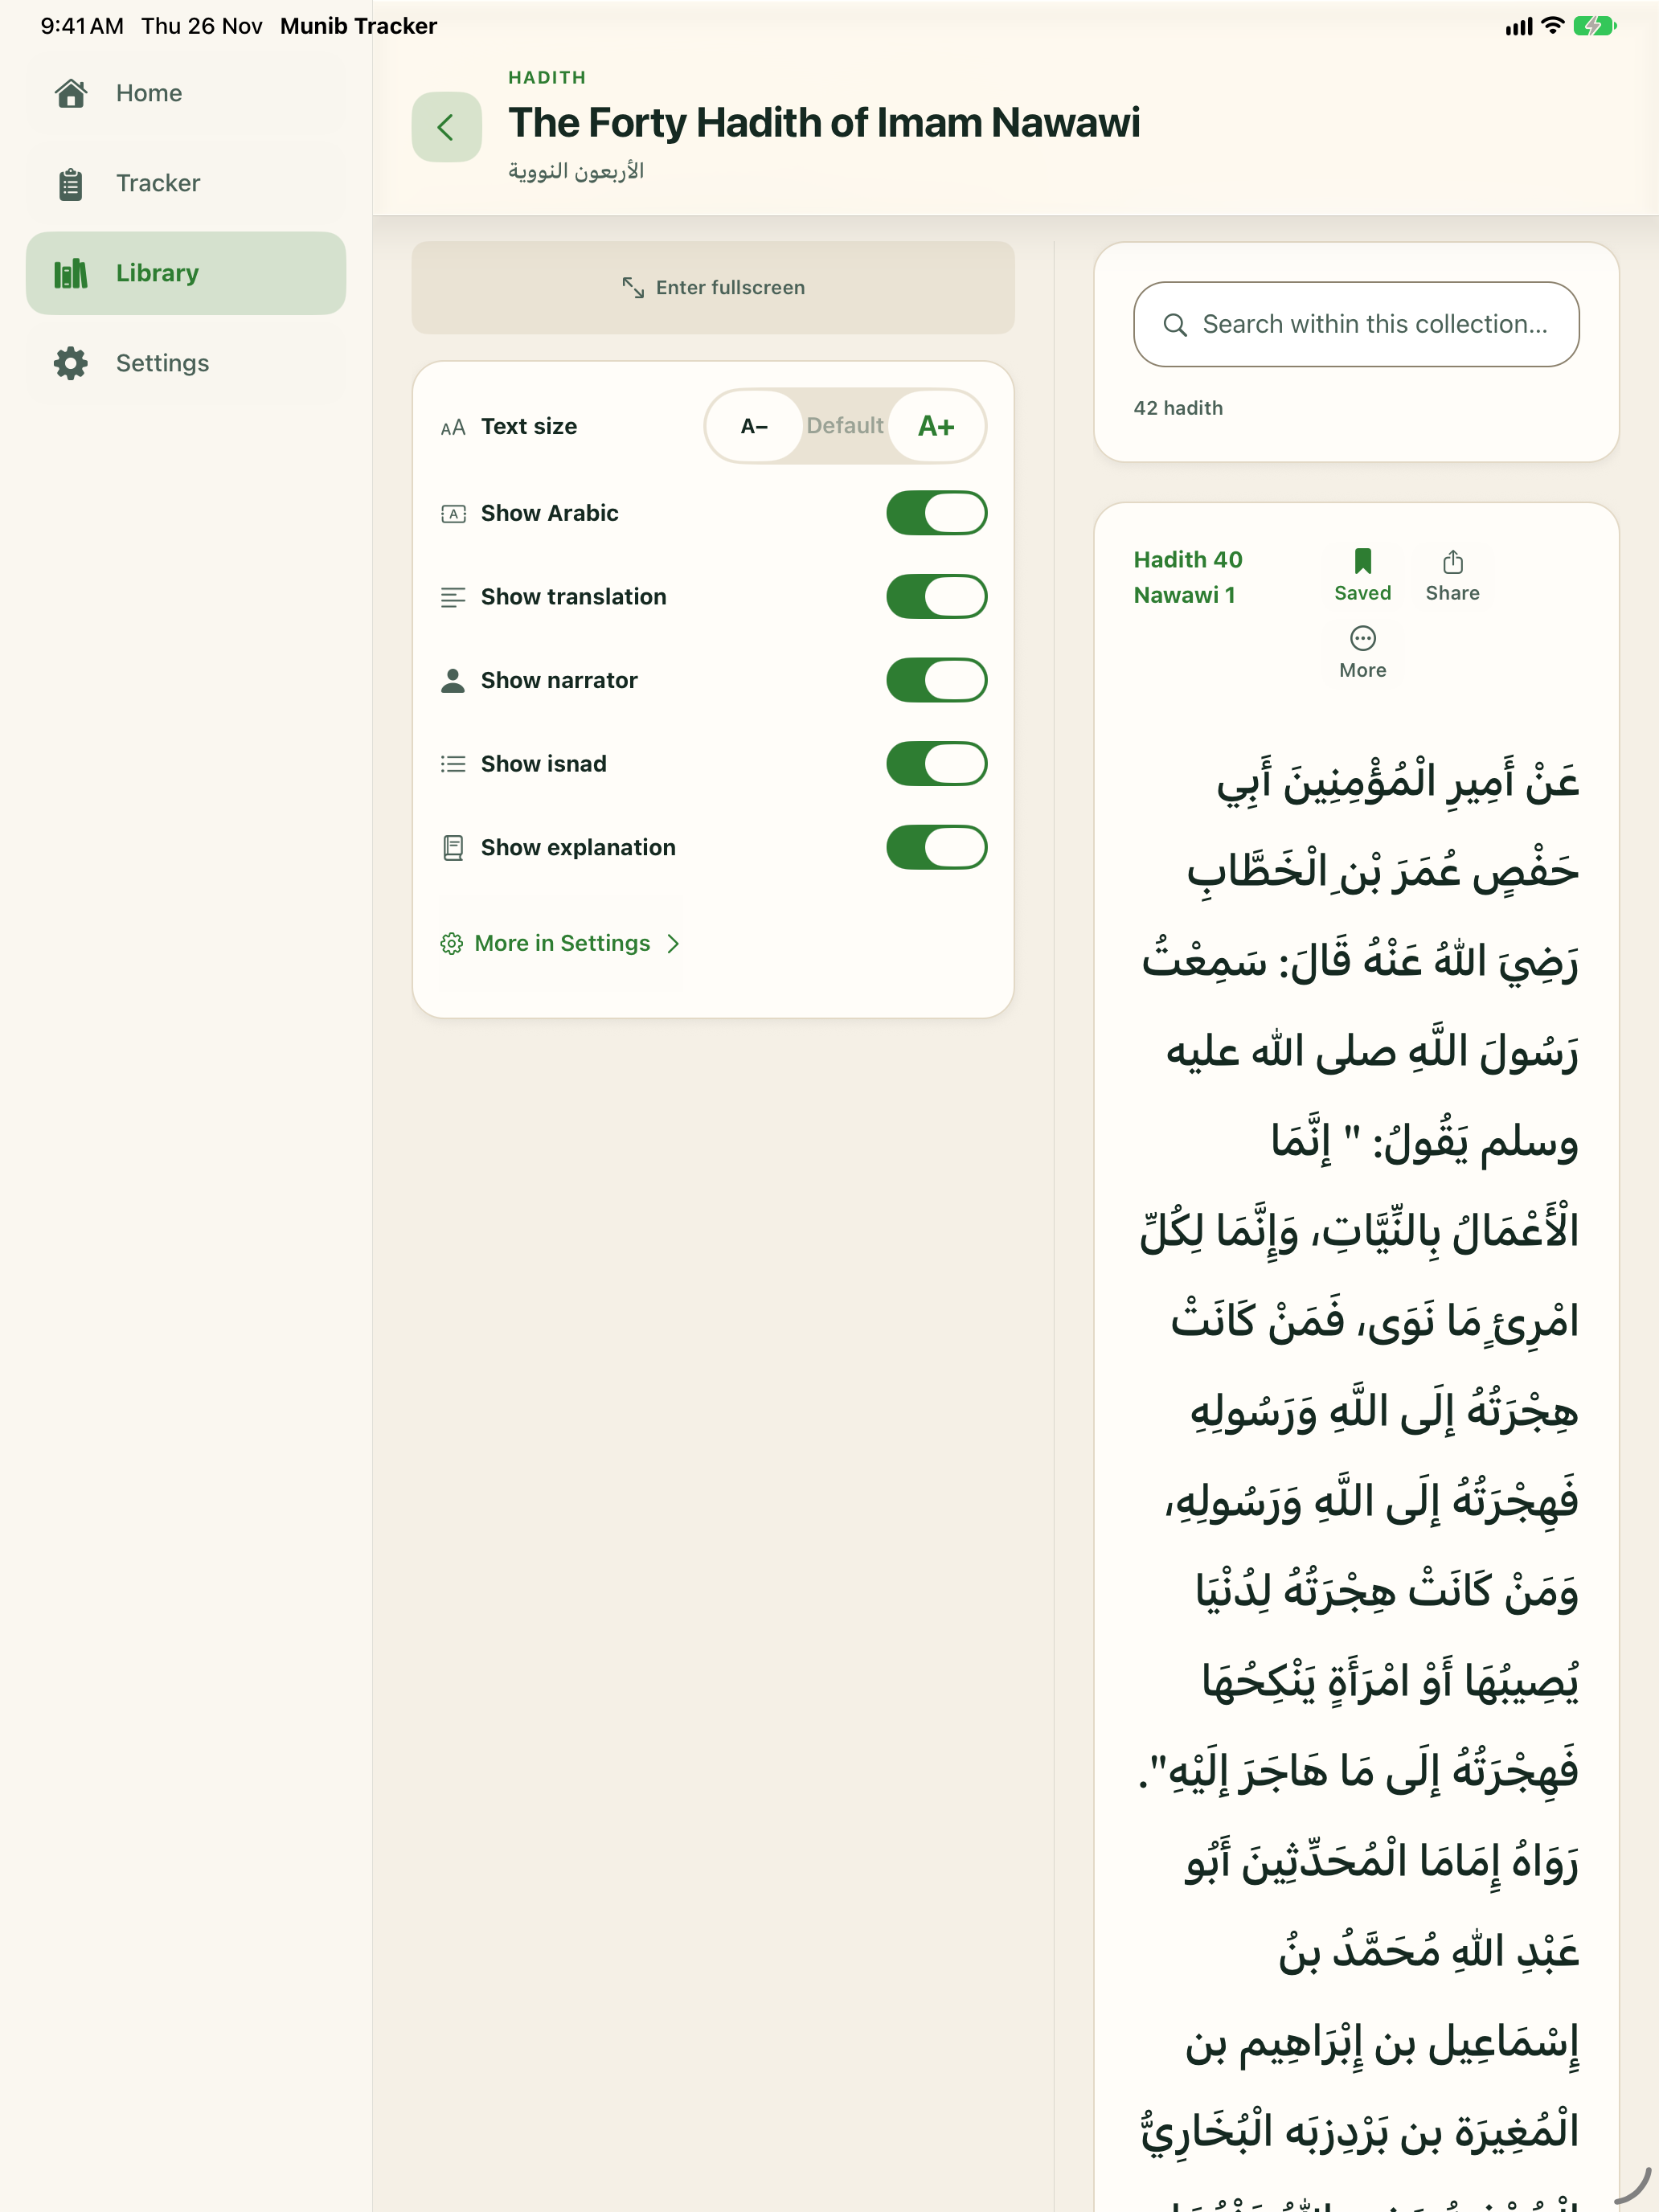 9:41 AM Thu 26 Nov Munib Tracker
Home
Tracker
Library
Settings
HADITH
The Forty Hadith of Imam Nawawi
الأربعون النووية
Enter fullscreen
Text size
A− Default A+
Show Arabic
Show translation
Show narrator
Show isnad
Show explanation
More in Settings
Search within this collection...
42 hadith
Hadith 40
Nawawi 1
Saved
Share
More
عَنْ أَمِيرِ الْمُؤْمِنِينَ أَبِي
حَفْصٍ عُمَرَ بْنِ الْخَطَّابِ
رَضِيَ اللهُ عَنْهُ قَالَ: سَمِعْتُ
رَسُولَ اللَّهِ صلى الله عليه
وسلم يَقُولُ: " إنَّمَا
الْأَعْمَالُ بِالنِّيَّاتِ، وَإِنَّمَا لِكُلِّ
امْرِئٍ مَا نَوَى، فَمَنْ كَانَتْ
هِجْرَتُهُ إلَى اللَّهِ وَرَسُولِهِ
فَهِجْرَتُهُ إلَى اللَّهِ وَرَسُولِهِ،
وَمَنْ كَانَتْ هِجْرَتُهُ لِدُنْيَا
يُصِيبُهَا أَوْ امْرَأَةٍ يَنْكِحُهَا
فَهِجْرَتُهُ إلَى مَا هَاجَرَ إلَيْهِ".
رَوَاهُ إِمَامَا الْمُحَدِّثِينَ أَبُو
عَبْدِ اللهِ مُحَمَّدُ بنُ
إِسْمَاعِيل بن إِبْرَاهِيم بن
الْمُغِيرَة بن بَرْدِزبَه الْبُخَارِيُّ